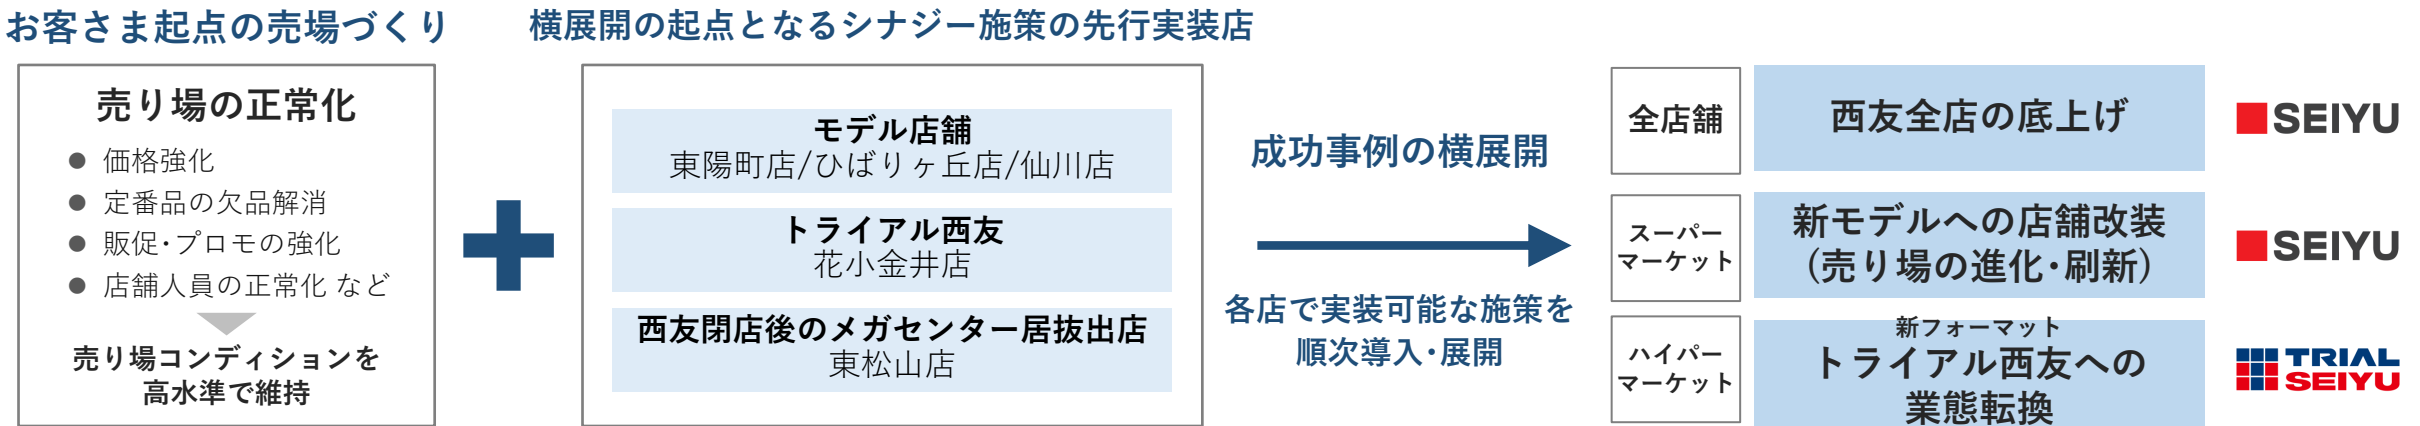 お客さま起点の売場づくり
売り場の正常化
● 価格強化
● 定番品の欠品解消
● 販促・プロモの強化
● 店舗人員の正常化 など
売り場コンディションを
高水準で維持
横展開の起点となるシナジー施策の先行実装店
モデル店舗
東陽町店/ひばりヶ丘店/仙川店
トライアル西友
花小金井店
西友閉店後のメガセンター居抜出店
東松山店
成功事例の横展開
各店で実装可能な施策を
順次導入・展開
全店舗
西友全店の底上げ
SEIYU
スーパー
マーケット
新モデルへの店舗改装
(売り場の進化・刷新)
SEIYU
ハイパー
マーケット
新フォーマット
トライアル西友への
業態転換
TRIAL
SEIYU